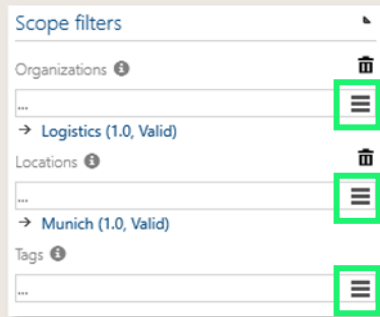 Scope filters
Organizations
...
Logistics (1.0, Valid)
Locations
...
Munich (1.0, Valid)
Tags
...